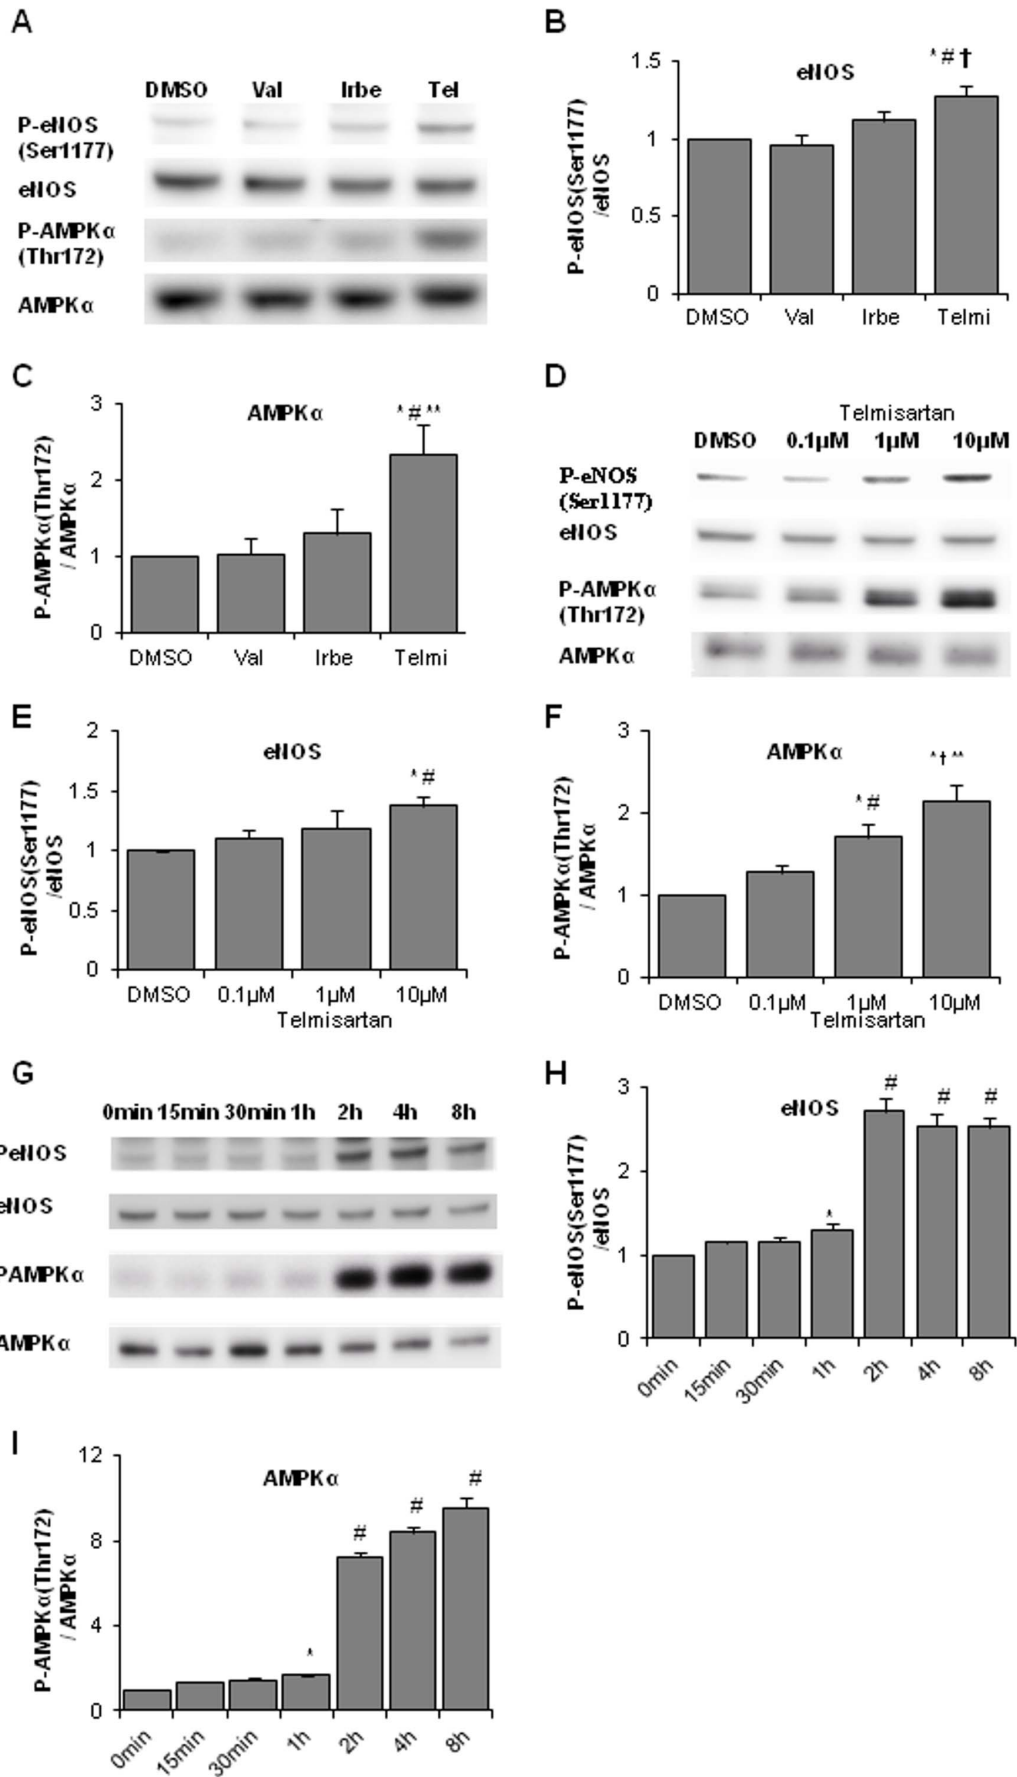 A
DMSO Val Irbe Tel
P-eNOS
(Ser1177)
eNOS
P-AMPKα
(Thr172)
AMPKα
B
eNOS
*#†
P-eNOS(Ser1177)
/eNOS
1.5
1
0.5
0
DMSO Val Irbe Telmi
C
AMPKα
*#**
P-AMPKα(Thr172)
/ AMPKα
3
2
1
0
DMSO Val Irbe Telmi
D
Telmisartan
DMSO 0.1μM 1μM 10μM
P-eNOS
(Ser1177)
eNOS
P-AMPKα
(Thr172)
AMPKα
E
eNOS
*#
P-eNOS(Ser1177)
/eNOS
2
1.5
1
0.5
0
DMSO 0.1μM 1μM 10μM
Telmisartan
F
AMPKα
*†**
*#
P-AMPKα(Thr172)
/ AMPKα
3
2
1
0
DMSO 0.1μM 1μM 10μM
Telmisartan
G
0min 15min 30min 1h 2h 4h 8h
PeNOS
eNOS
PAMPKα
AMPKα
H
eNOS
# # #
*
P-eNOS(Ser1177)
/eNOS
3
2
1
0
0min 15min 30min 1h 2h 4h 8h
I
AMPKα
# # #
*
P-AMPKα(Thr172)
/ AMPKα
12
8
4
0
0min 15min 30min 1h 2h 4h 8h